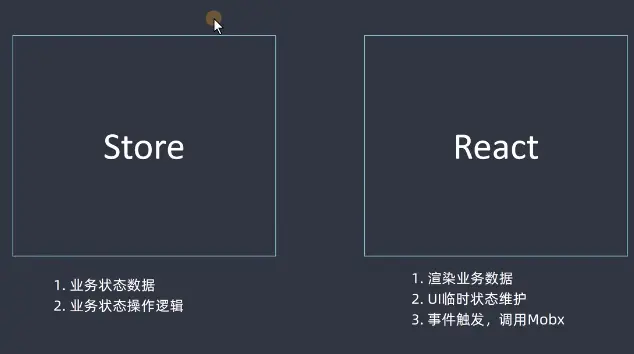 Store
1. 业务状态数据
2. 业务状态操作逻辑
React
1. 渲染业务数据
2. UI临时状态维护
3. 事件触发，调用Mobx